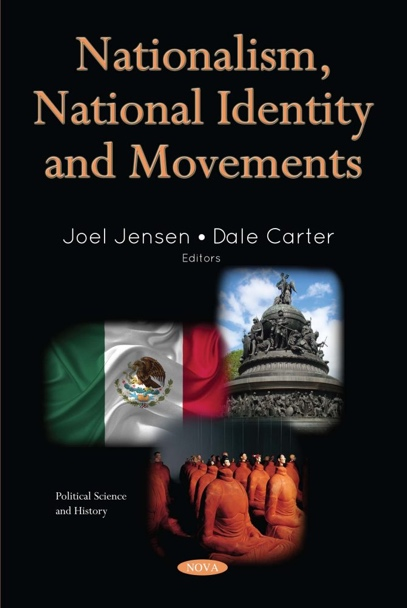 Nationalism,
National Identity
and Movements
Joel Jensen • Dale Carter
Editors
Political Science
and History
NOVA